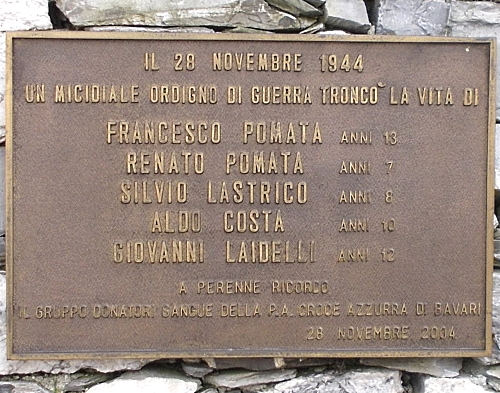 IL 28 NOVEMBRE 1944
UN MICIDIALE ORDIGNO DI GUERRA TRONCO' LA VITA DI
FRANCESCO POMATA ANNI 13
RENATO POMATA ANNI 7
SILVIO LASTRICO ANNI 8
ALDO COSTA ANNI 10
GIOVANNI LAIDELLI ANNI 12
A PERENNE RICORDO
IL GRUPPO DONATORI SANGUE DELLA P.A. CROCE AZZURRA DI BAVARI
28 NOVEMBRE 2004